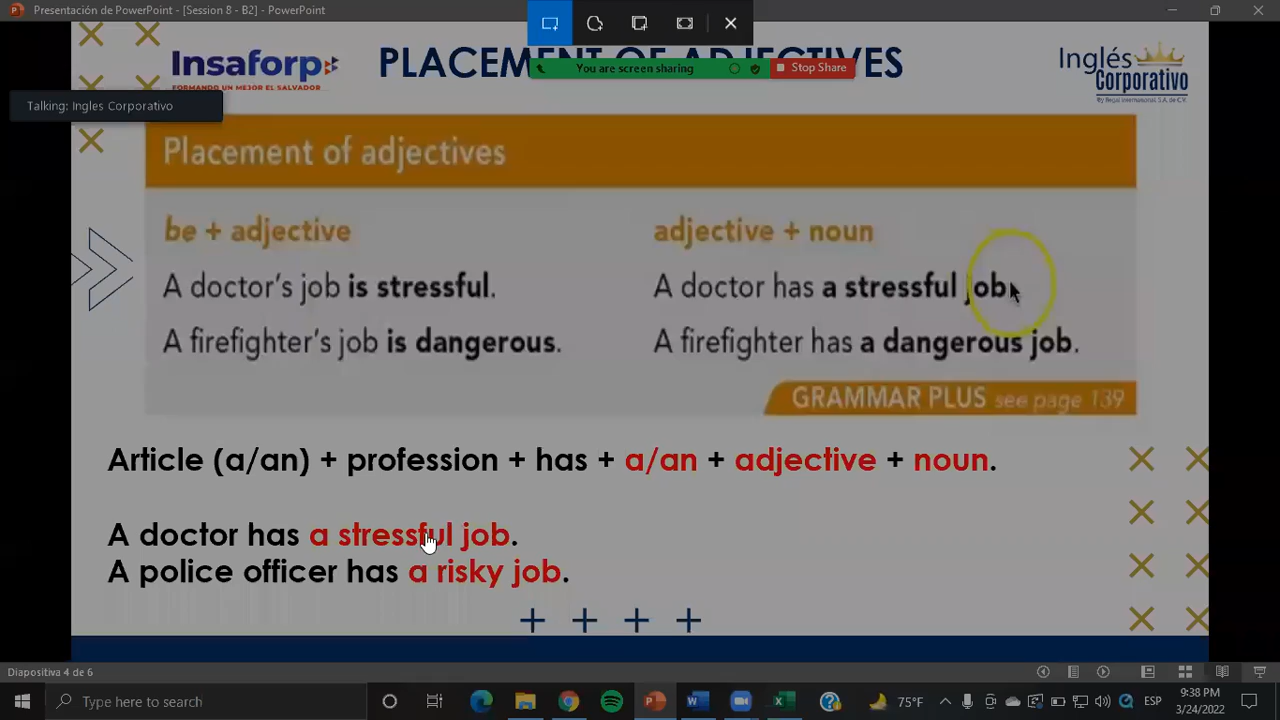 Presentación de Corporativo - [Session 8 - B2] - PowerPoint
Insaforp
FORMANDO UN MEJOR EL SALVADOR
PLACEMENT OF ADJECTIVES
You are screen sharing
Stop Share
Inglés
Corporativo
Talking: Ingles Corporativo
Placement of adjectives
be + adjective
adjective + noun
A doctor's job is stressful.
A doctor has a stressful job.
A firefighter's job is dangerous.
A firefighter has a dangerous job.
GRAMMAR PLUS see page 139
Article (a/an) + profession + has + a/an + adjective + noun.
A doctor has a stressful job.
A police officer has a risky job.
Diapositiva 4 de 6
Type here to search
75°F
ESP
9:38 PM
3/24/2022